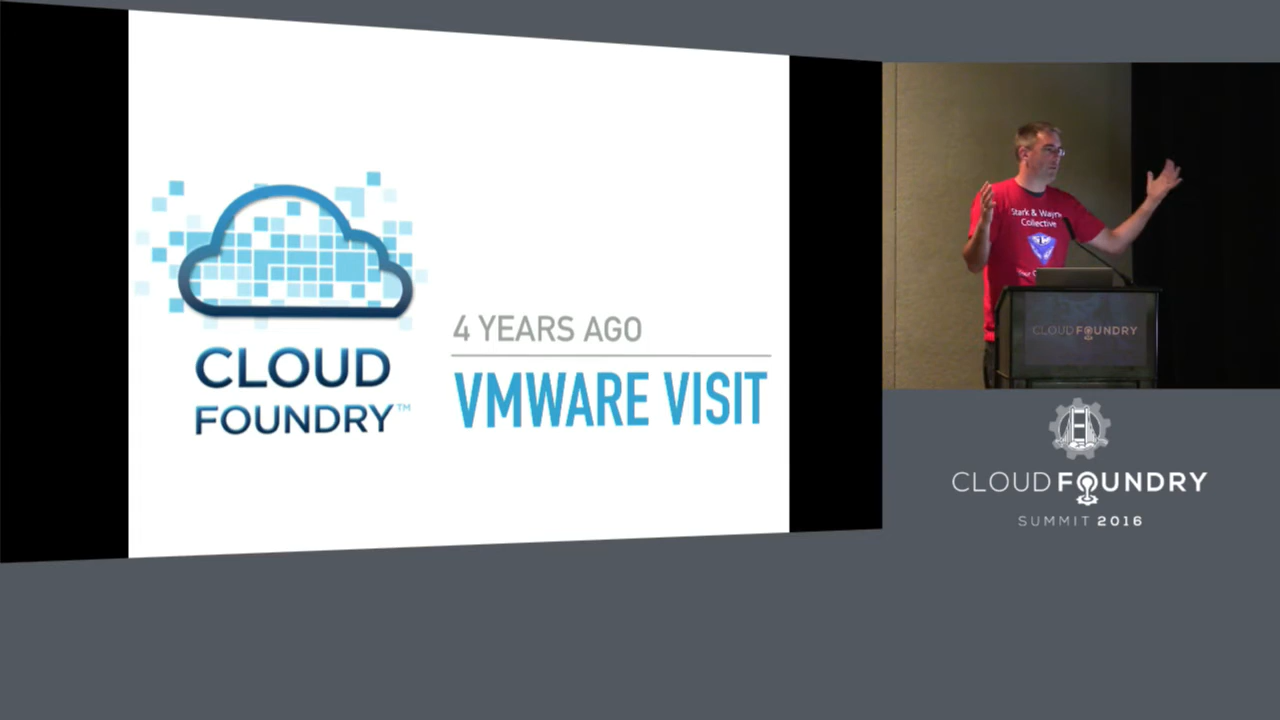 CLOUD
FOUNDRY™
4 YEARS AGO
VMWARE VISIT
Stark & Wayne
Collective
CLOUD FOUNDRY
CLOUD FOUNDRY
SUMMIT 2016